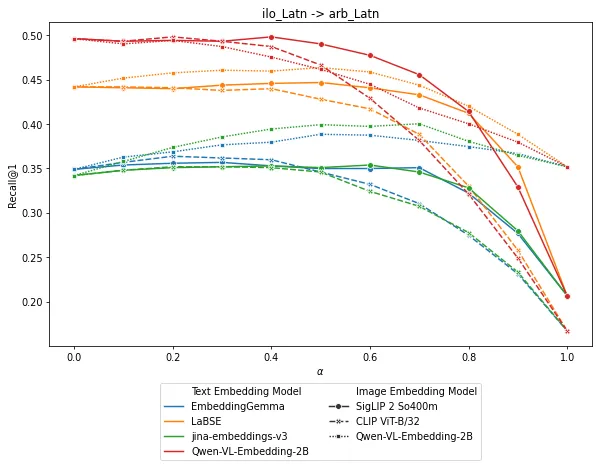 ilo_Latn -> arb_Latn
Recall@1
0.50
0.45
0.40
0.35
0.30
0.25
0.20
0.0 0.2 0.4 0.6 0.8 1.0
α
Text Embedding Model
EmbeddingGemma
LaBSE
jina-embeddings-v3
Qwen-VL-Embedding-2B
Image Embedding Model
SigLIP 2 So400m
CLIP ViT-B/32
Qwen-VL-Embedding-2B